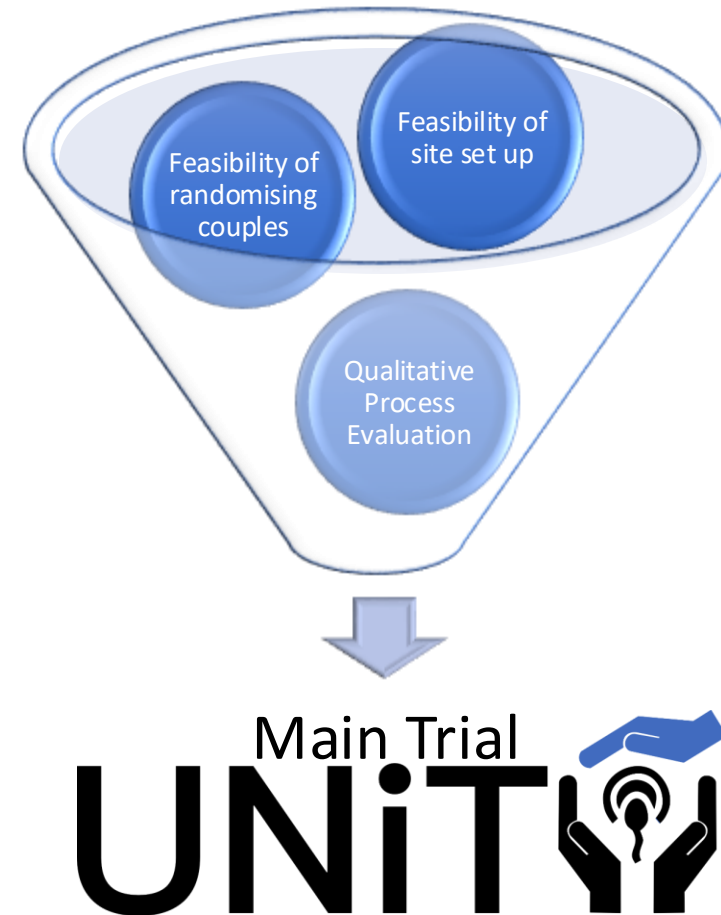 Feasibility of
randomising
couples
Feasibility of
site set up
Qualitative
Process
Evaluation
Main Trial
UNiTY